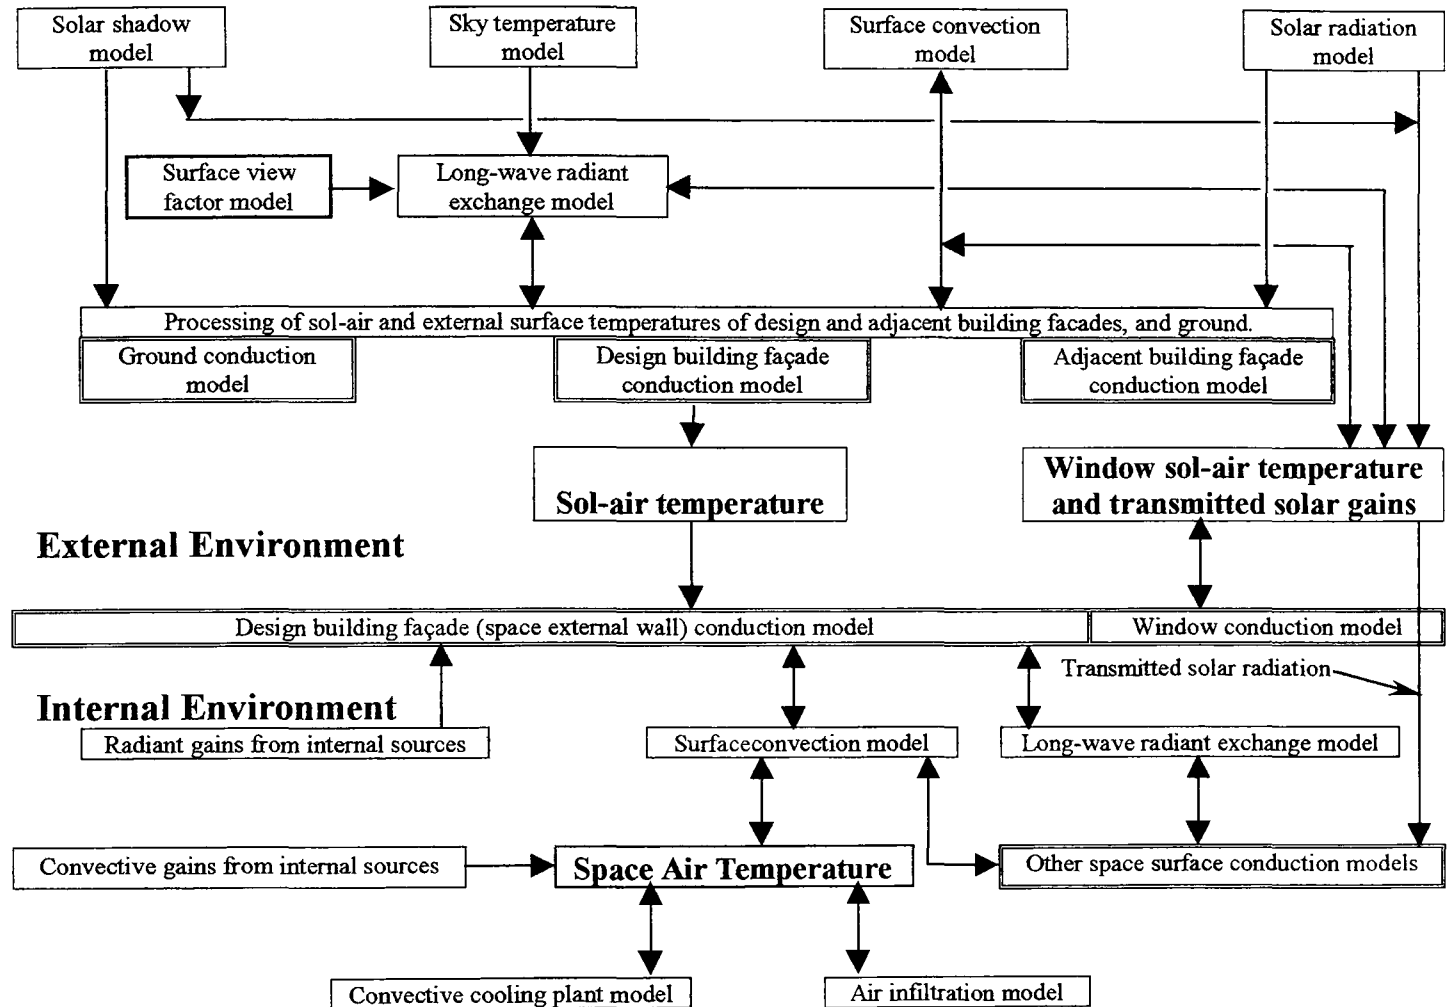 Solar shadow
model
Sky temperature
model
Surface convection
model
Solar radiation
model
Surface view
factor model
Long-wave radiant
exchange model
Processing of sol-air and external surface temperatures of design and adjacent building facades, and ground.
Ground conduction
model
Design building façade
conduction model
Adjacent building façade
conduction model
Sol-air temperature
Window sol-air temperature
and transmitted solar gains
External Environment
Design building façade (space external wall) conduction model
Window conduction model
Transmitted solar radiation
Internal Environment
Radiant gains from internal sources
Surfaceconvection model
Long-wave radiant exchange model
Convective gains from internal sources
Space Air Temperature
Other space surface conduction models
Convective cooling plant model
Air infiltration model